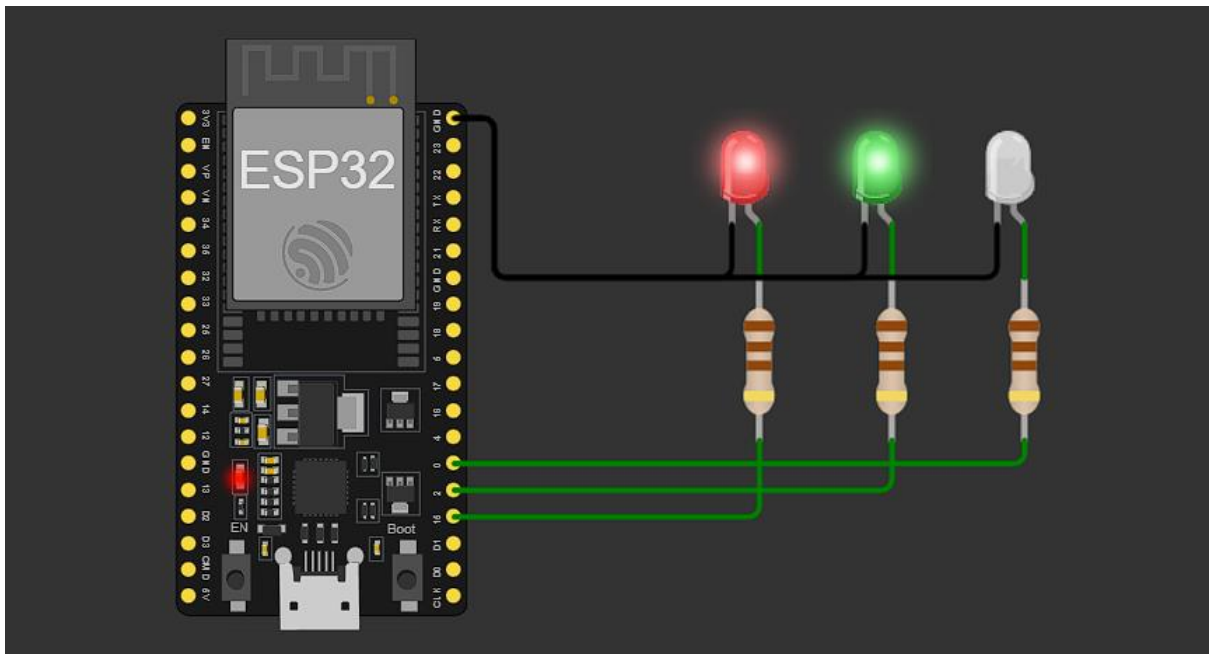 ESP32
3V3
EN
VP
VN
34
35
32
33
25
26
27
14
12
GND
13
D2
D3
CMD
5V
GND
23
22
TX
RX
21
GND
19
18
5
17
16
4
0
2
15
D1
D0
CLK
EN
Boot